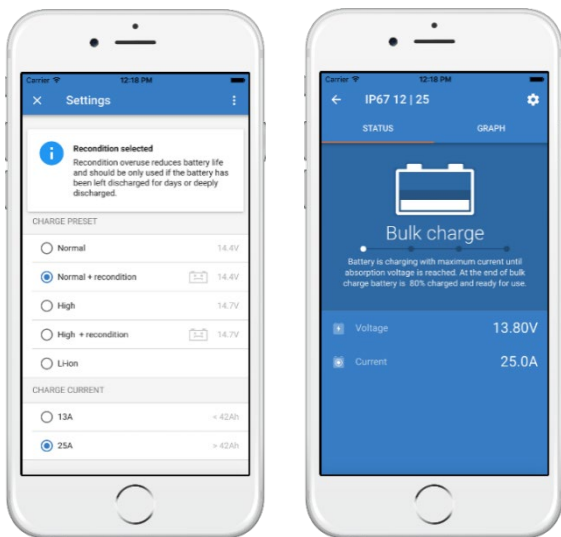 Carrier 12:18 PM
Settings
Recondition selected
Recondition overuse reduces battery life
and should be only used if the battery has
been left discharged for days or deeply
discharged.
CHARGE PRESET
Normal 14.4V
Normal + recondition 14.4V
High 14.7V
High + recondition 14.7V
Li-ion
CHARGE CURRENT
13A < 42Ah
25A > 42Ah
Carrier 12:18 PM
IP67 12 | 25
STATUS GRAPH
Bulk charge
Battery is charging with maximum current until
absorption voltage is reached. At the end of bulk
charge battery is 80% charged and ready for use.
Voltage 13.80V
Current 25.0A